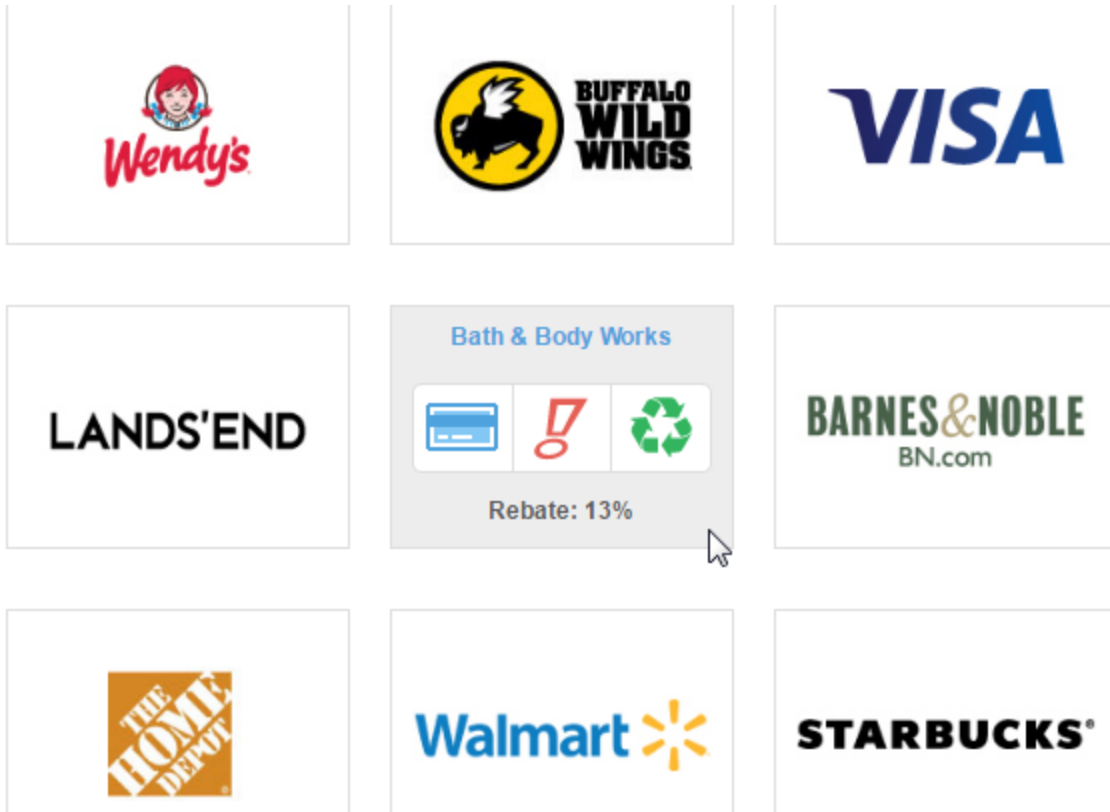 Wendy's
BUFFALO
WILD
WINGS
VISA
LANDS'END
Bath & Body Works
Rebate: 13%
BARNES&NOBLE
BN.com
THE
HOME
DEPOT
®
Walmart
STARBUCKS®